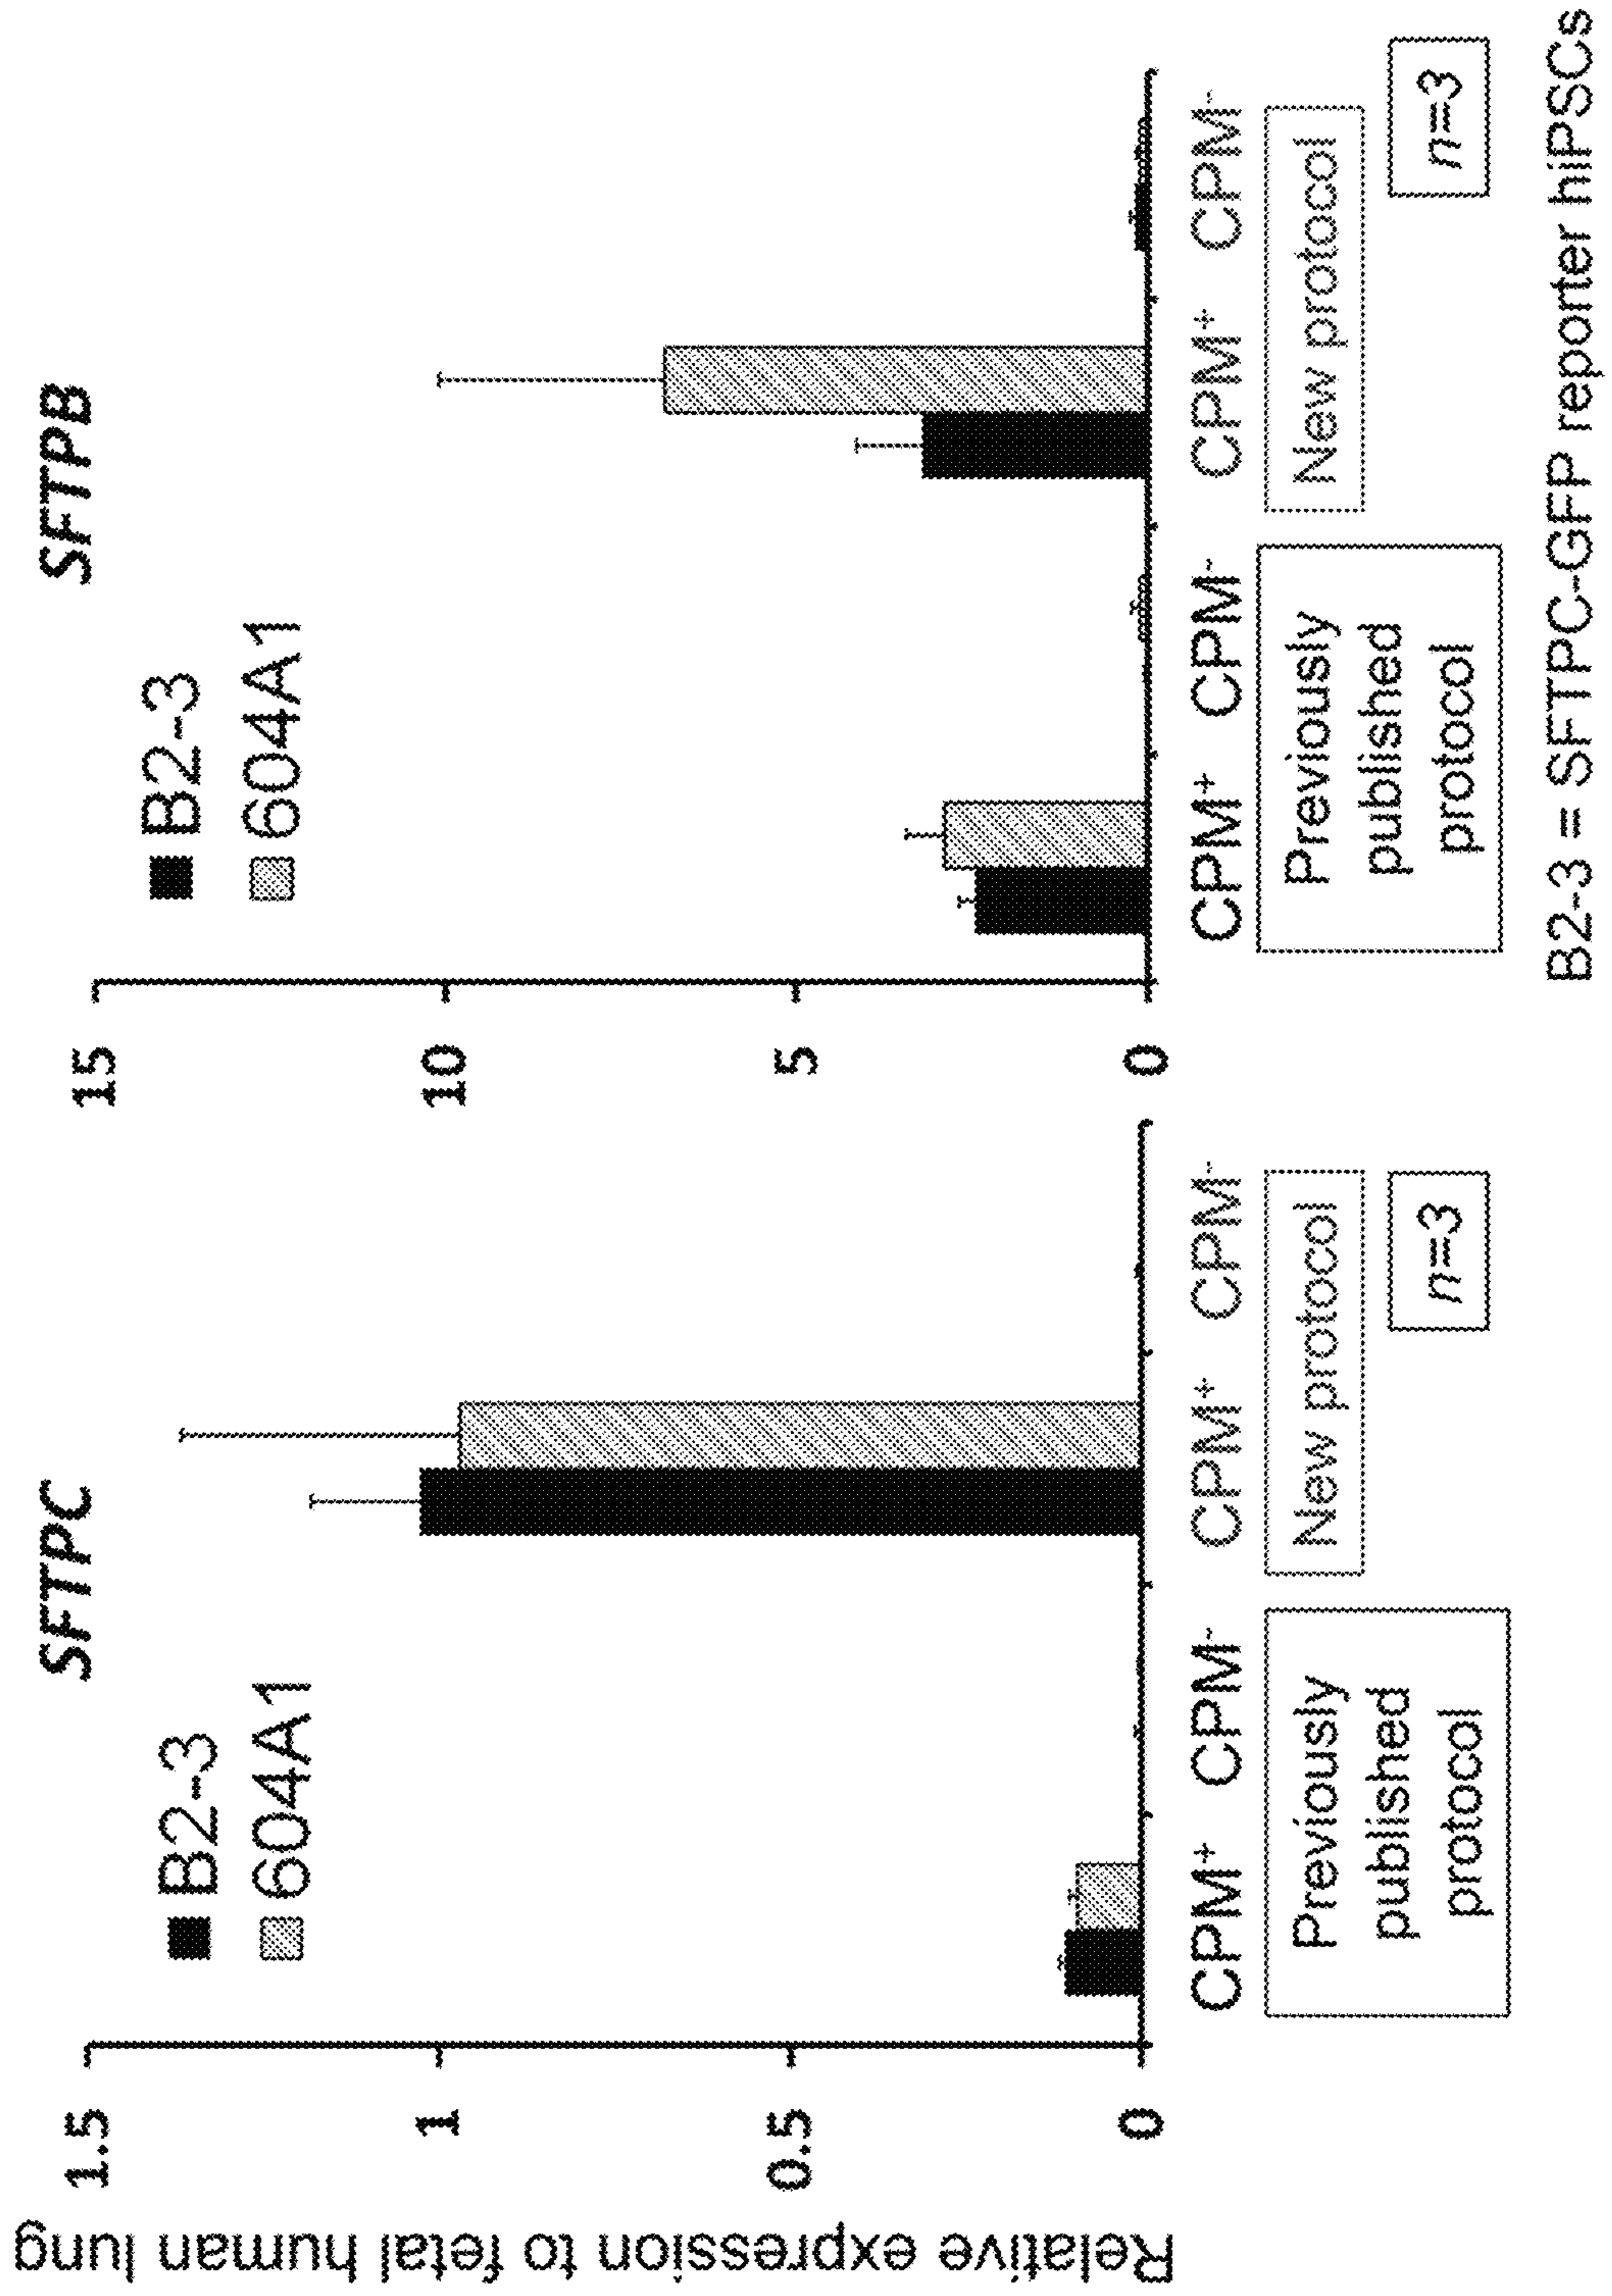 Relative expression to fetal human lung
SFTPC
1.5
1
0.5
0
B2-3
604A1
CPM+ CPM- CPM+ CPM-
Previously
published
protocol
New protocol
n=3
SFTPB
15
10
5
0
B2-3
604A1
CPM+ CPM- CPM+ CPM-
Previously
published
protocol
New protocol
n=3
B2-3 = SFTPC-GFP reporter hiPSCs